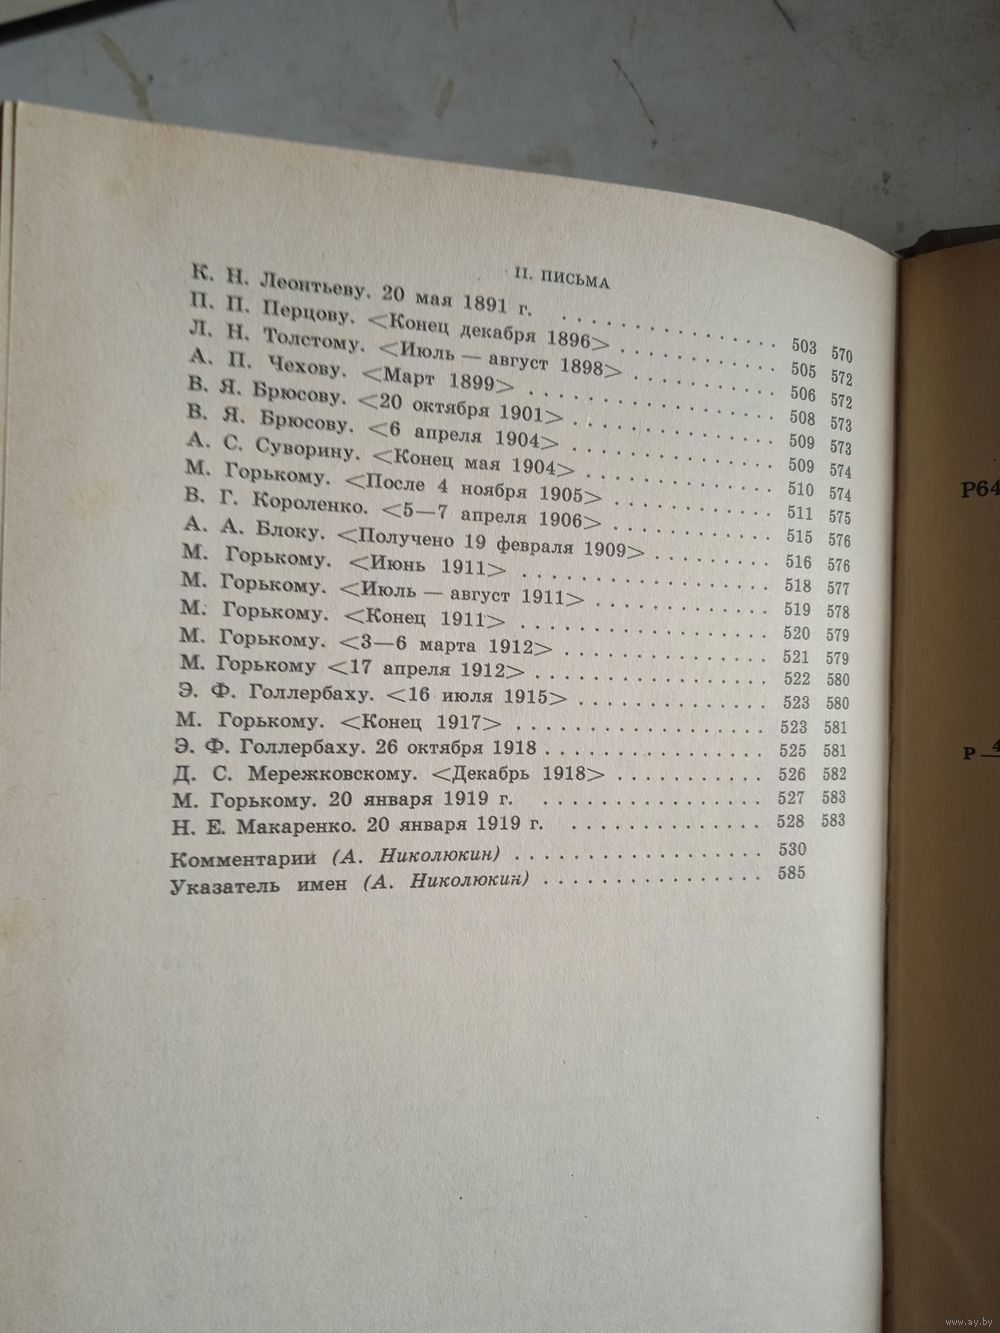 II. ПИСЬМА
К. Н. Леонтьеву. 20 мая 1891 г. . . . . . . . . . . . . . 503 570
П. П. Перцову. <Конец декабря 1896> . . . . . . . . . . 505 572
Л. Н. Толстому. <Июль — август 1898> . . . . . . . . . 506 572
А. П. Чехову. <Март 1899> . . . . . . . . . . . . . . . 508 573
В. Я. Брюсову. <20 октября 1901> . . . . . . . . . . . . 509 573
В. Я. Брюсову. <6 апреля 1904> . . . . . . . . . . . . . 509 574
А. С. Суворину. <Конец мая 1904> . . . . . . . . . . . . 510 574
М. Горькому. <После 4 ноября 1905> . . . . . . . . . . . 511 575
В. Г. Короленко. <5—7 апреля 1906> . . . . . . . . . . . 515 576
А. А. Блоку. <Получено 19 февраля 1909> . . . . . . . . 516 576
М. Горькому. <Июнь 1911> . . . . . . . . . . . . . . . . 518 577
М. Горькому. <Июль — август 1911> . . . . . . . . . . . 519 578
М. Горькому. <Конец 1911> . . . . . . . . . . . . . . . 520 579
М. Горькому. <3—6 марта 1912> . . . . . . . . . . . . . 521 579
М. Горькому <17 апреля 1912> . . . . . . . . . . . . . . 522 580
Э. Ф. Голлербаху. <16 июля 1915> . . . . . . . . . . . . 523 580
М. Горькому. <Конец 1917> . . . . . . . . . . . . . . . 523 581
Э. Ф. Голлербаху. 26 октября 1918 . . . . . . . . . . . . 525 581
Д. С. Мережковскому. <Декабрь 1918> . . . . . . . . . . 526 582
М. Горькому. 20 января 1919 г. . . . . . . . . . . . . . 527 583
Н. Е. Макаренко. 20 января 1919 г. . . . . . . . . . . . 528 583
Комментарий (А. Николюкин) . . . . . . . . . . . . . . . 530
Указатель имен (А. Николюкин) . . . . . . . . . . . . . 585
Р64
Р 4
www.ay.by